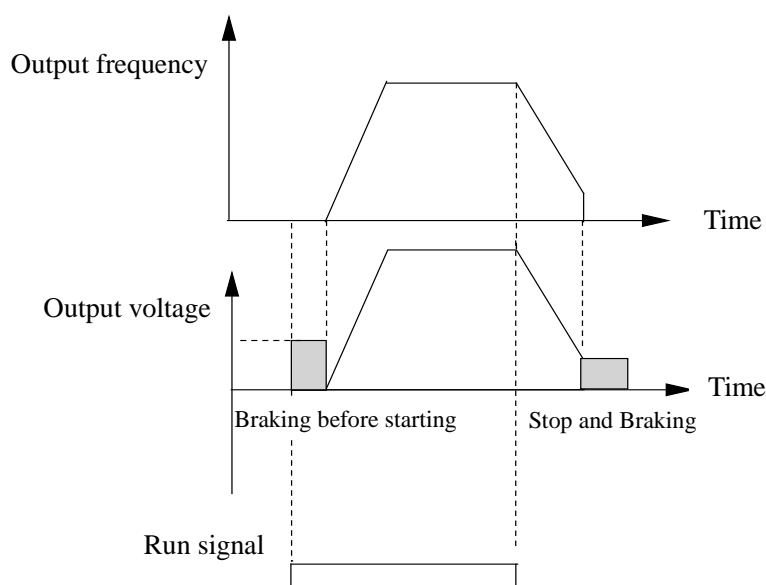 Output frequency
Time
Output voltage
Time
Braking before starting
Stop and Braking
Run signal